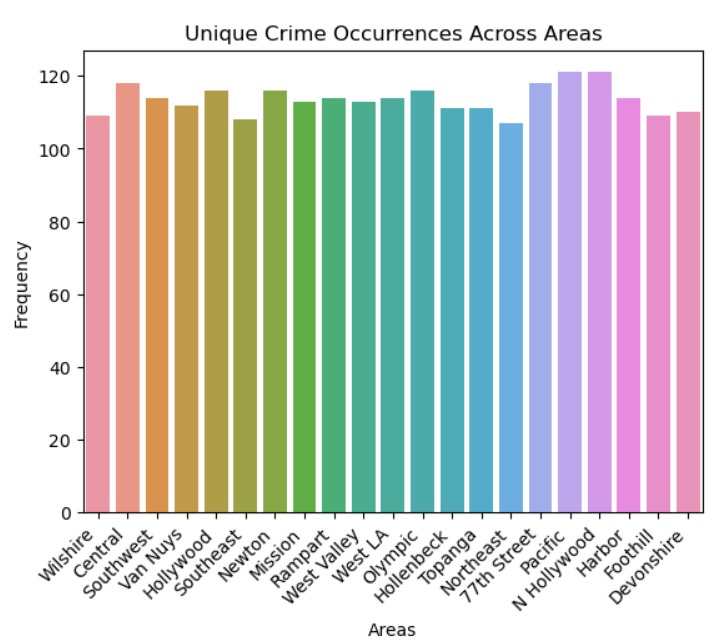 Unique Crime Occurrences Across Areas
120
100
80
60
40
20
0
Frequency
Wilshire
Central
Southwest
Van Nuys
Hollywood
Southeast
Newton
Mission
Rampart
West Valley
West LA
Olympic
Hollenbeck
Topanga
Northeast
77th Street
Pacific
N Hollywood
Harbor
Foothill
Devonshire
Areas